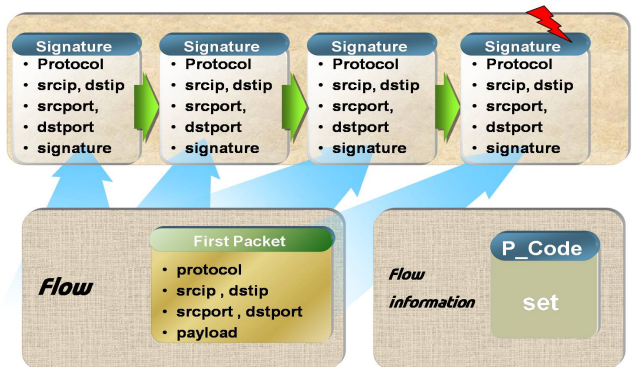 Signature
• Protocol
• srcip, dstip
• srcport,
• dstport
• signature
Signature
• Protocol
• srcip, dstip
• srcport,
• dstport
• signature
Signature
• Protocol
• srcip, dstip
• srcport,
• dstport
• signature
Signature
• Protocol
• srcip, dstip
• srcport,
• dstport
• signature
Flow
First Packet
• protocol
• srcip , dstip
• srcport , dstport
• payload
Flow
information
P_Code
set